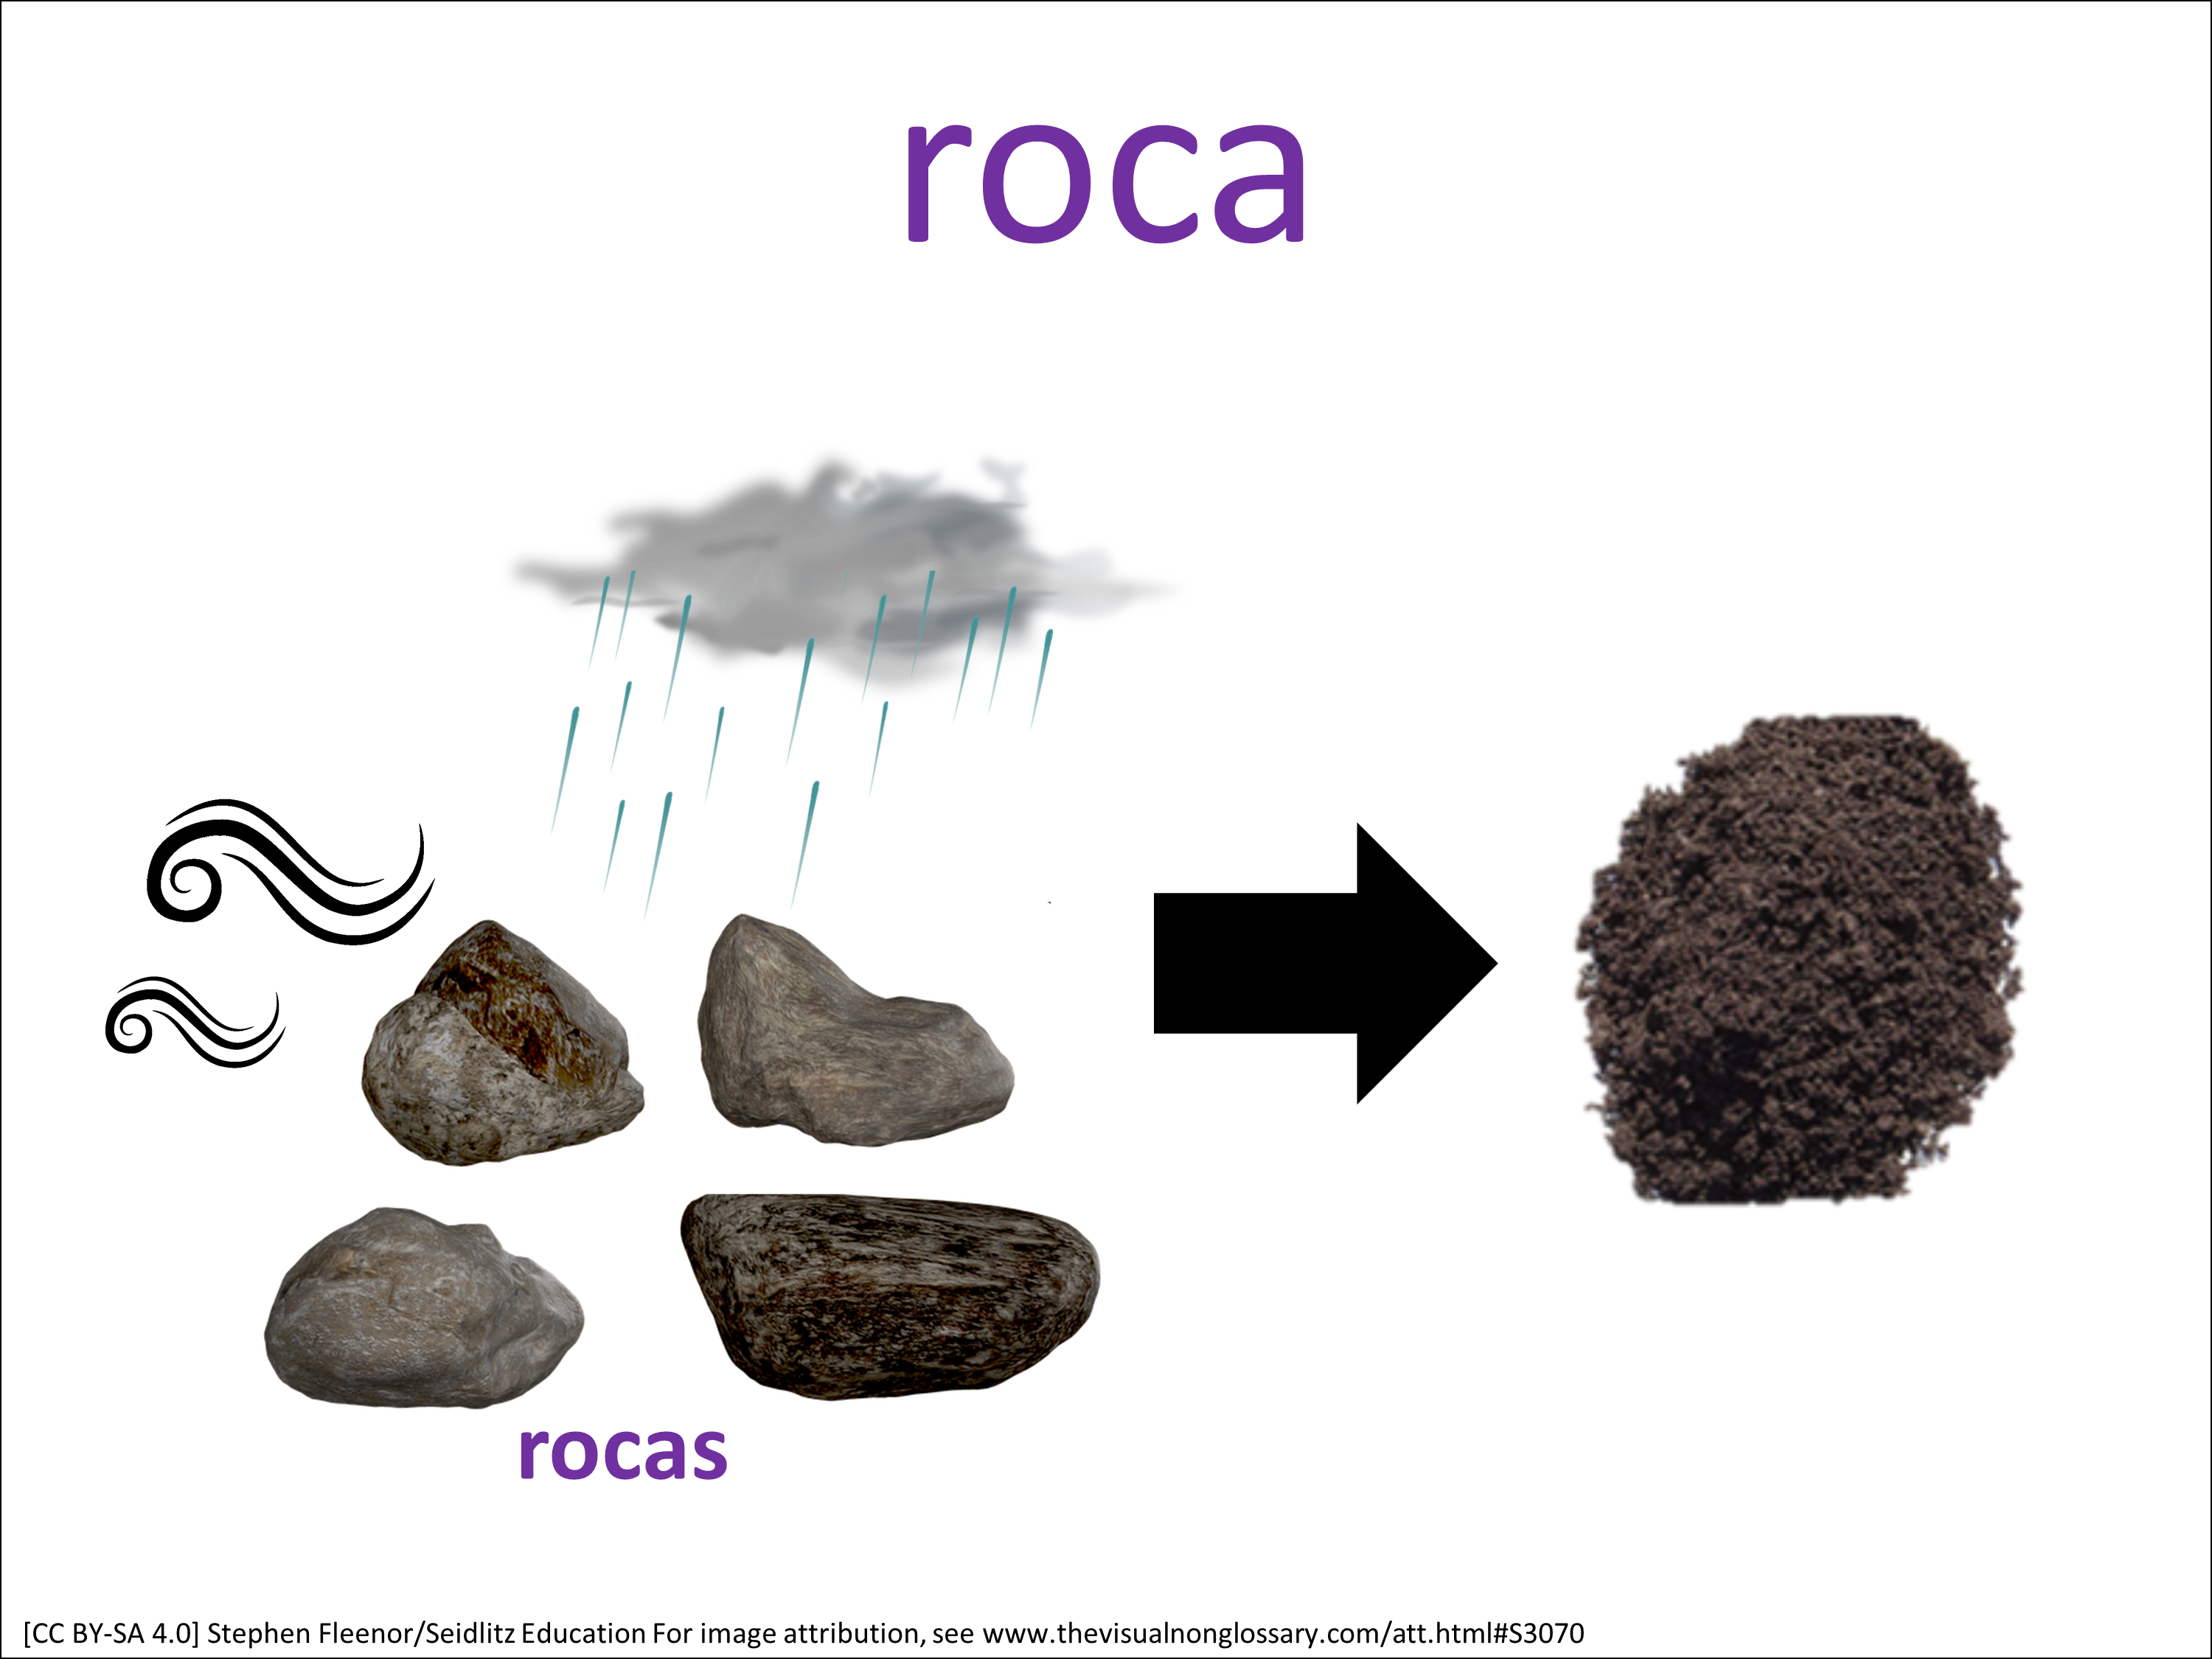 roca
rocas
[CC BY-SA 4.0] Stephen Fleenor/Seidlitz Education For image attribution, see www.thevisualnonglossary.com/att.html#S3070